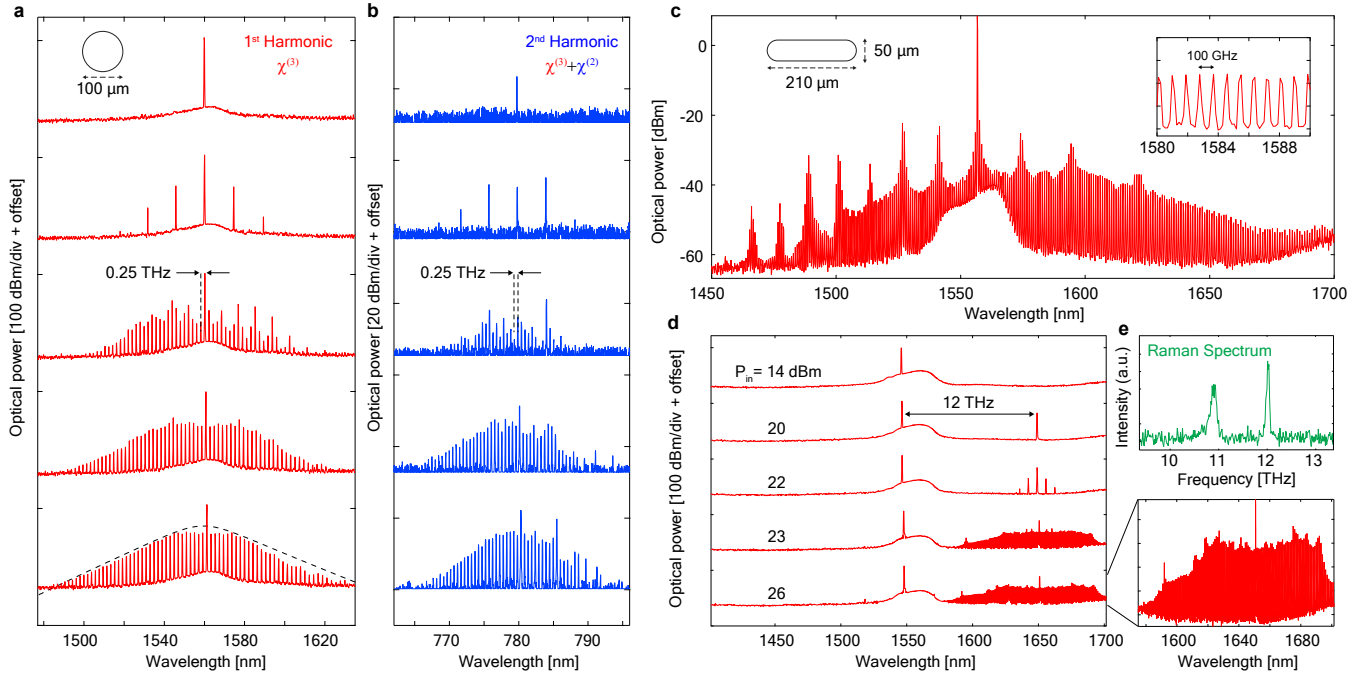 a
1st Harmonic
χ(3)
100 µm
0.25 THz
Optical power [100 dBm/div + offset]
1500
1540
1580
1620
Wavelength [nm]
b
2nd Harmonic
χ(3)+χ(2)
0.25 THz
Optical power [20 dBm/div + offset]
770
780
790
Wavelength [nm]
c
50 µm
210 µm
100 GHz
1580
1584
1588
Optical power [dBm]
0
-20
-40
-60
1450
1500
1550
1600
1650
1700
Wavelength [nm]
d
Pin= 14 dBm
12 THz
20
22
23
26
Optical power [100 dBm/div + offset]
1400
1450
1500
1550
1600
1650
1700
Wavelength [nm]
e
Raman Spectrum
Intensity (a.u.)
10
11
12
13
Frequency [THz]
1600
1640
1680
Wavelength [nm]